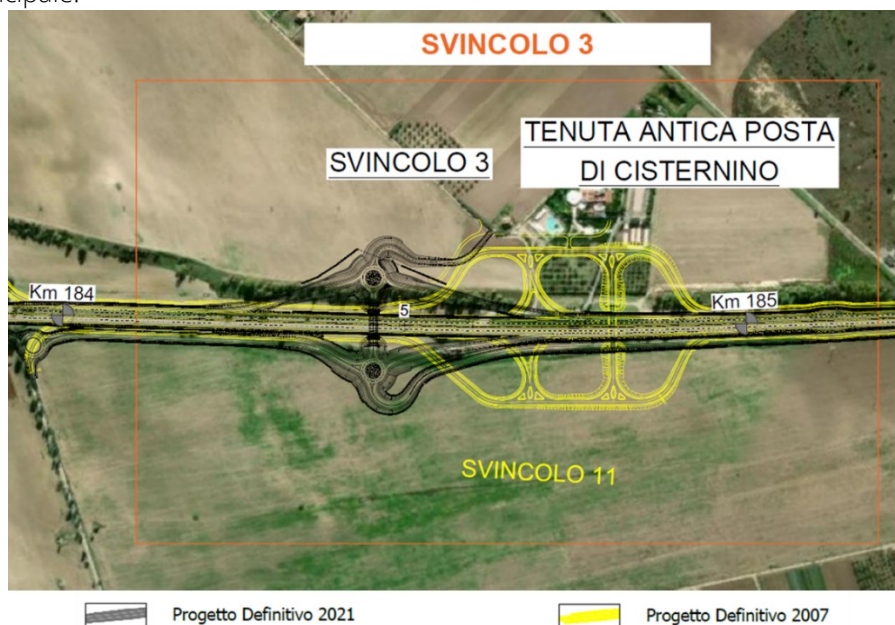 SVINCOLO 3
TENUTA ANTICA POSTA
DI CISTERNINO
SVINCOLO 3
Km 184
5
Km 185
SVINCOLO 11
Progetto Definitivo 2021
Progetto Definitivo 2007